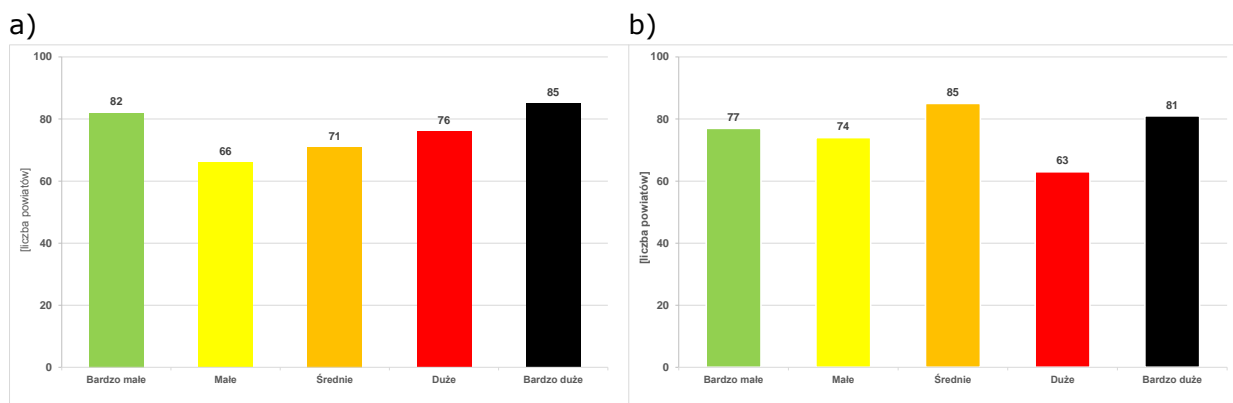 a)
100
80
60
40
20
0
[liczba powiatów]
82
66
71
76
85
Bardzo małe
Małe
Średnie
Duże
Bardzo duże
b)
100
80
60
40
20
0
[liczba powiatów]
77
74
85
63
81
Bardzo małe
Małe
Średnie
Duże
Bardzo duże